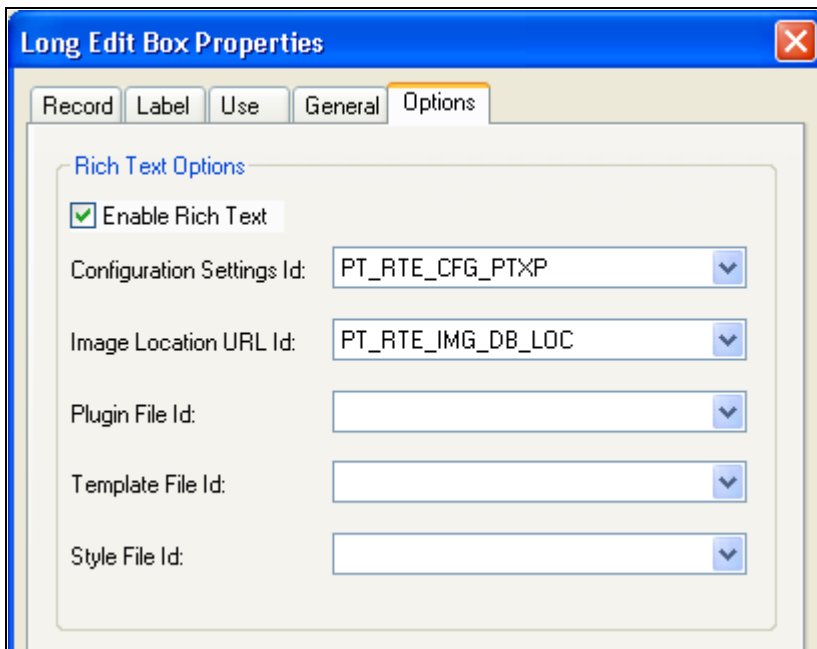 Long Edit Box Properties
Record Label Use General Options
Rich Text Options
Enable Rich Text
Configuration Settings Id: PT_RTE_CFG_PTXP
Image Location URL Id: PT_RTE_IMG_DB_LOC
Plugin File Id:
Template File Id:
Style File Id: